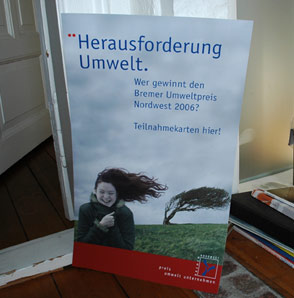 Herausforderung
Umwelt.
Wer gewinnt den
Bremer Umweltpreis
Nordwest 2006?
Teilnahmekarten hier!
preis
umwelt unternehmen